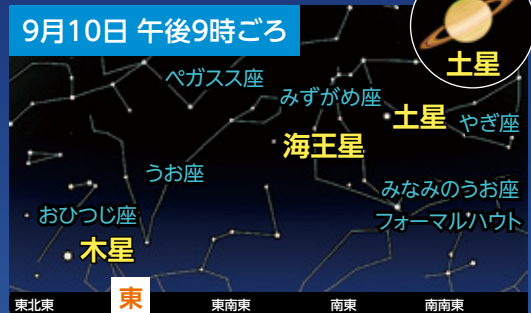 9月10日 午後9時ごろ
土星
ペガスス座
みずがめ座
土星
やぎ座
海王星
うお座
みなみのうお座
フォーマルハウト
おひつじ座
木星
東北東
東
東南東
南東
南南東